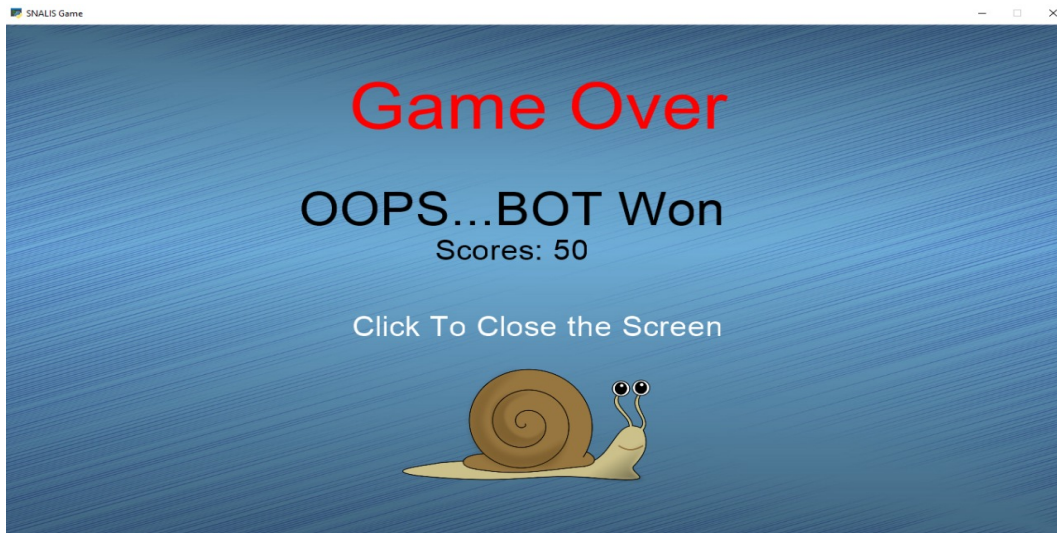 SNALIS Game
Game Over
OOPS...BOT Won
Scores: 50
Click To Close the Screen